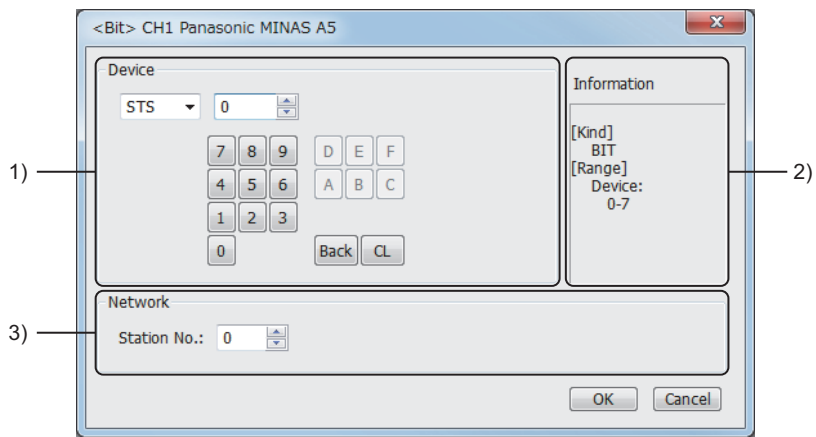 <Bit> CH1 Panasonic MINAS A5
x
Device
STS 0
7 8 9 D E F
4 5 6 A B C
1 2 3
0 Back CL
Information
[Kind]
BIT
[Range]
Device:
0-7
1)
2)
Network
Station No.: 0
3)
OK Cancel